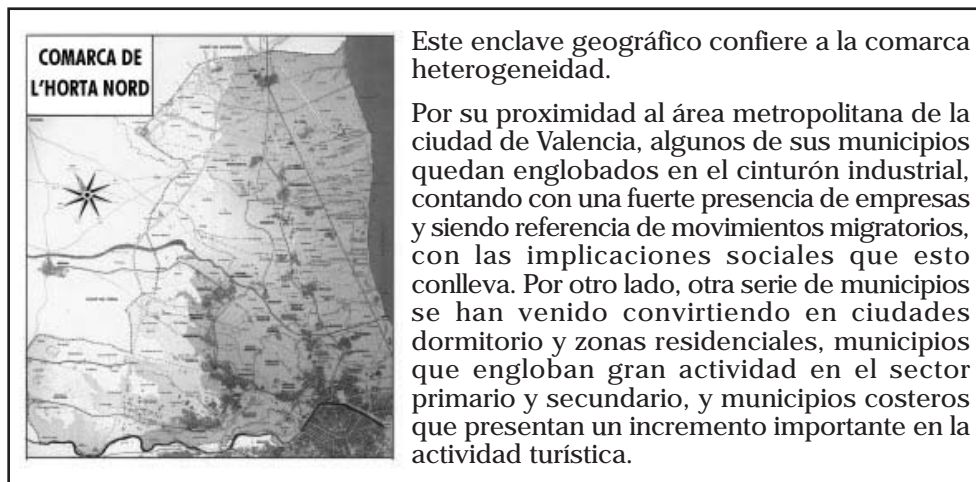 COMARCA DE
L'HORTA NORD
Este enclave geográfico confiere a la comarca
heterogeneidad.
Por su proximidad al área metropolitana de la
ciudad de Valencia, algunos de sus municipios
quedan englobados en el cinturón industrial,
contando con una fuerte presencia de empresas
y siendo referencia de movimientos migratorios,
con las implicaciones sociales que esto
conlleva. Por otro lado, otra serie de municipios
se han venido convirtiendo en ciudades
dormitorio y zonas residenciales, municipios
que engloban gran actividad en el sector
primario y secundario, y municipios costeros
que presentan un incremento importante en la
actividad turística.